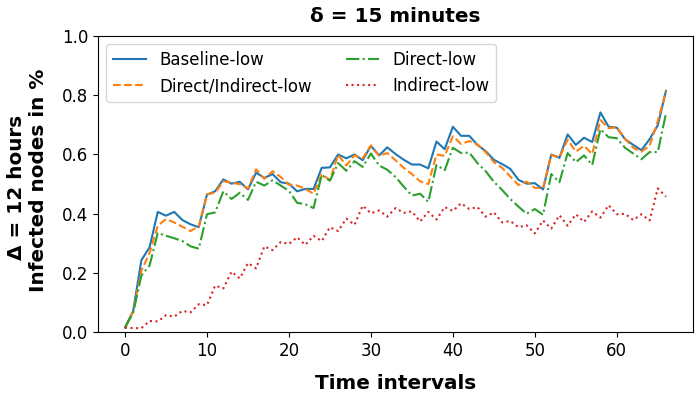 δ = 15 minutes
Δ = 12 hours
Infected nodes in %
1.0
0.8
0.6
0.4
0.2
0.0
Baseline-low
Direct/Indirect-low
Direct-low
Indirect-low
0 10 20 30 40 50 60
Time intervals